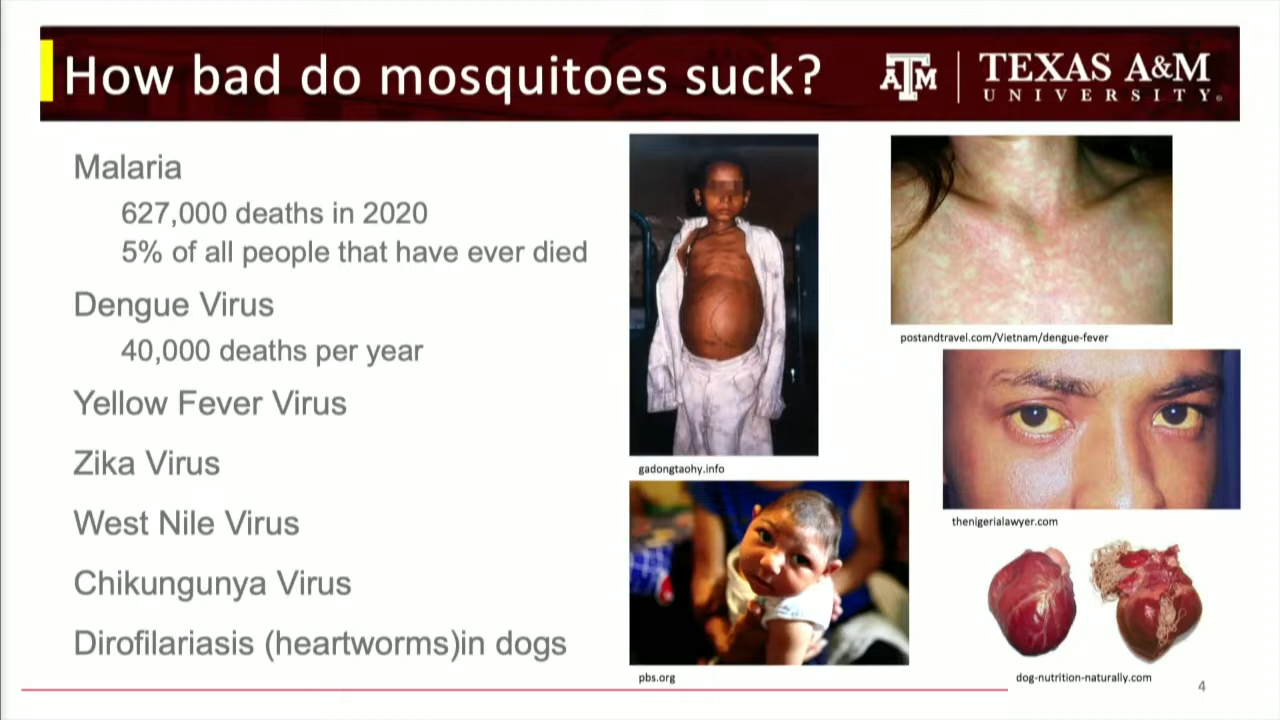 How bad do mosquitoes suck?
ATM
TEXAS A&M
UNIVERSITY®
Malaria
627,000 deaths in 2020
5% of all people that have ever died
Dengue Virus
40,000 deaths per year
Yellow Fever Virus
Zika Virus
West Nile Virus
Chikungunya Virus
Dirofilariasis (heartworms)in dogs
gadongtaohy.info
postandtravel.com/Vietnam/dengue-fever
thenigerialawyer.com
pbs.org
dog-nutrition-naturally.com
4